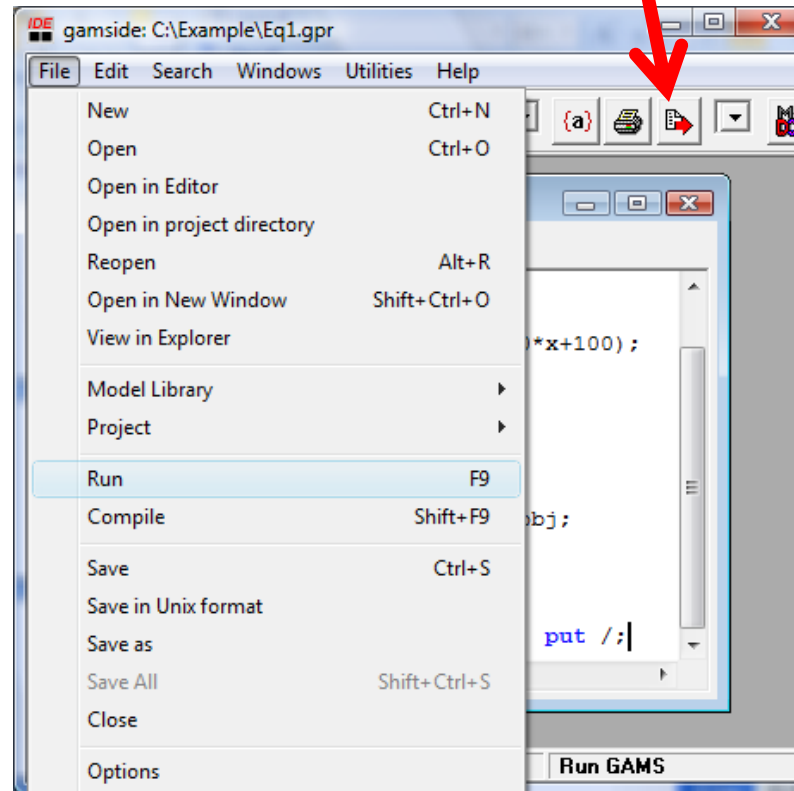 IDE gamside: C:\Example\Eq1.gpr
File Edit Search Windows Utilities Help
{a}
New Ctrl+N
Open Ctrl+O
Open in Editor
Open in project directory
Reopen Alt+R
Open in New Window Shift+Ctrl+O
View in Explorer
)*x+100);
Model Library
Project
Run F9
Compile Shift+F9
obj;
Save Ctrl+S
Save in Unix format
Save as
put /;
Save All Shift+Ctrl+S
Close
Options
Run GAMS